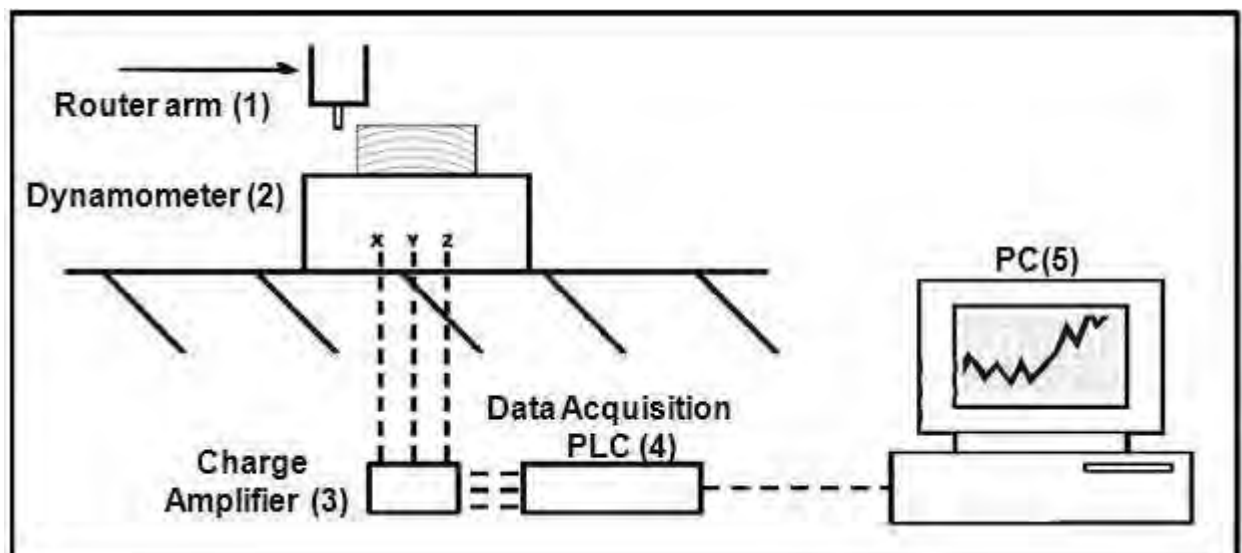 Router arm (1)
Dynamometer (2)
X Y Z
PC(5)
Data Acquisition
PLC (4)
Charge
Amplifier (3)